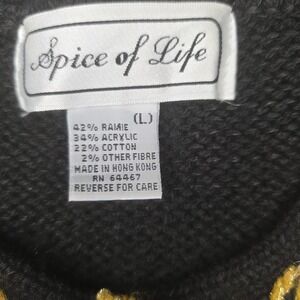 Spice of Life
(L)
42% RAMIE
34% ACRYLIC
22% COTTON
2% OTHER FIBRE
MADE IN HONG KONG
RN 64467
REVERSE FOR CARE